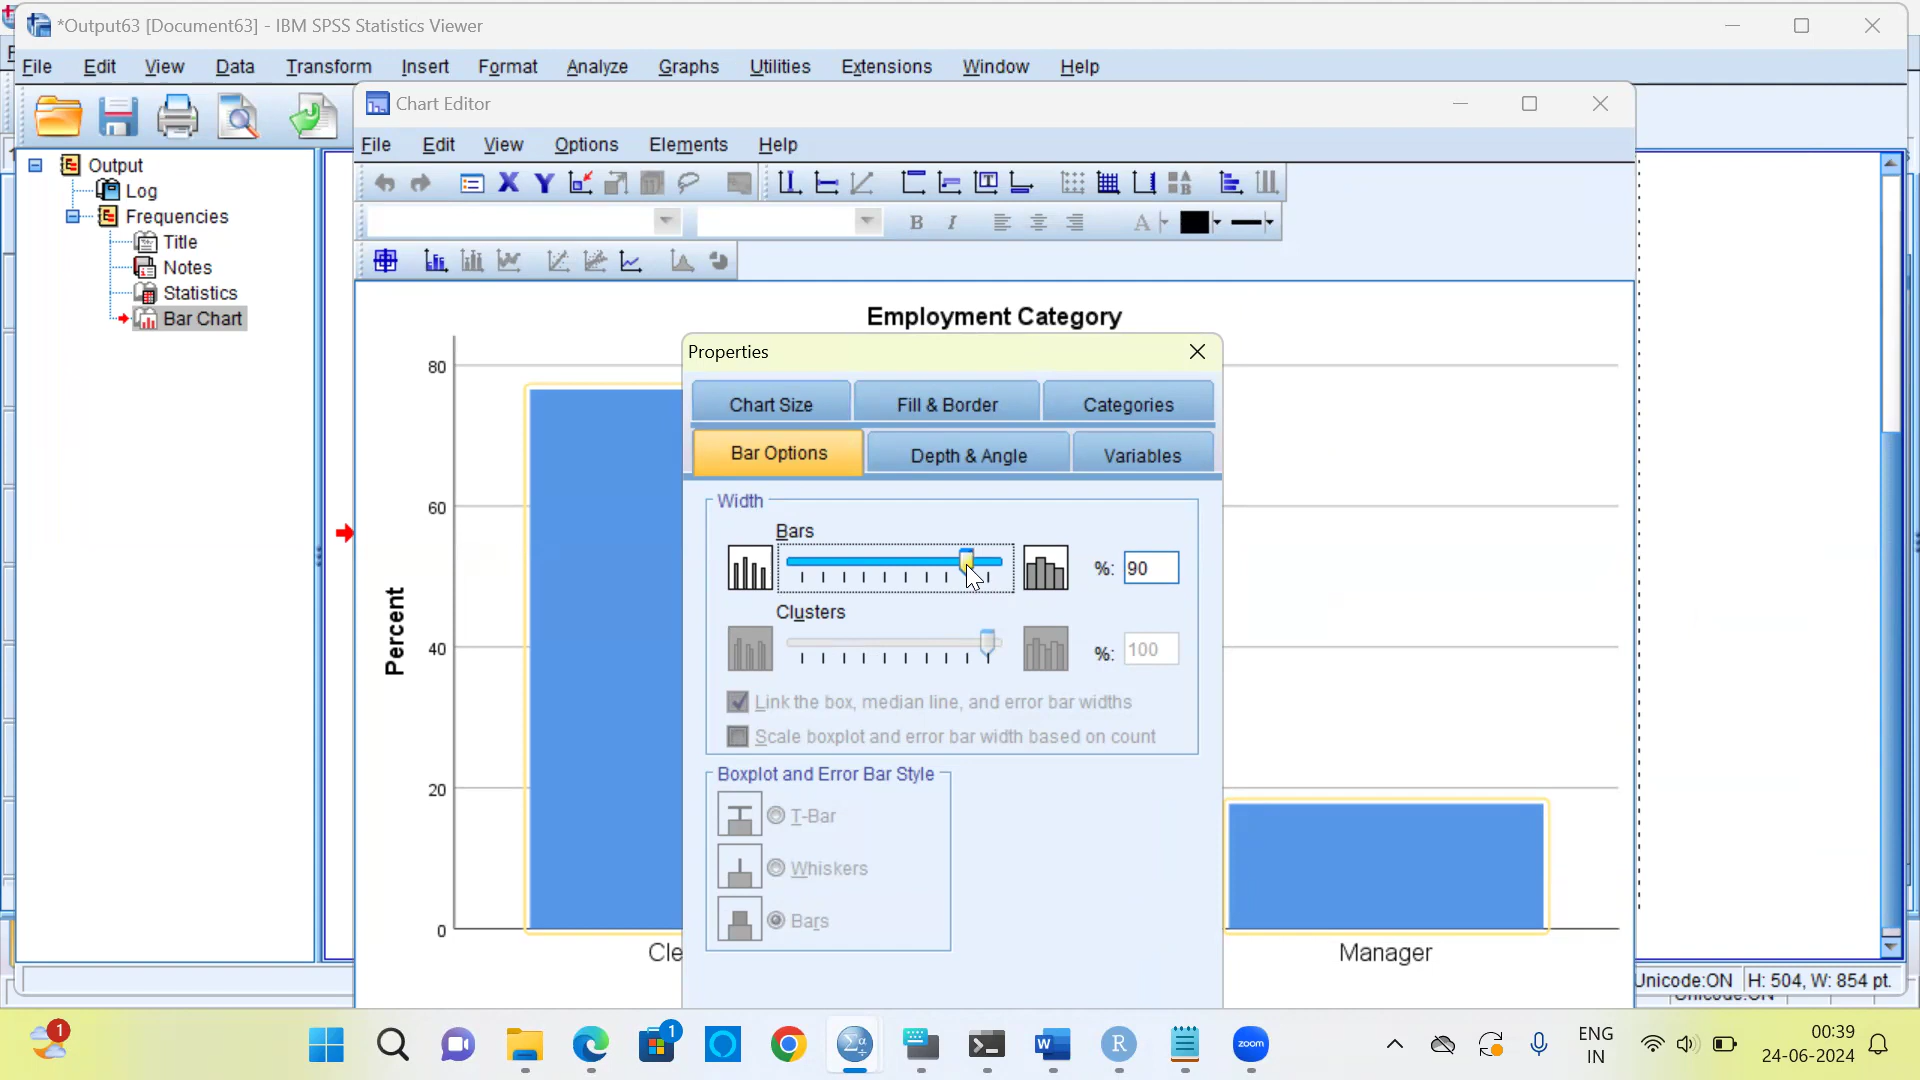 *Output63 [Document63] - IBM SPSS Statistics Viewer
File Edit View Data Transform Insert Format Analyze Graphs Utilities Extensions Window Help
Chart Editor
File Edit View Options Elements Help
Output
Log
Frequencies
Title
Notes
Statistics
Bar Chart
Employment Category
Properties
Chart Size Fill & Border Categories
Bar Options Depth & Angle Variables
Width
Bars
%: 90
Clusters
%: 100
Link the box, median line, and error bar widths
Scale boxplot and error bar width based on count
Boxplot and Error Bar Style
T-Bar
Whiskers
Bars
Percent
80
60
40
20
0
Cle
Manager
Unicode:ON H: 504, W: 854 pt.
1
1
zoom
ENG
IN
00:39
24-06-2024